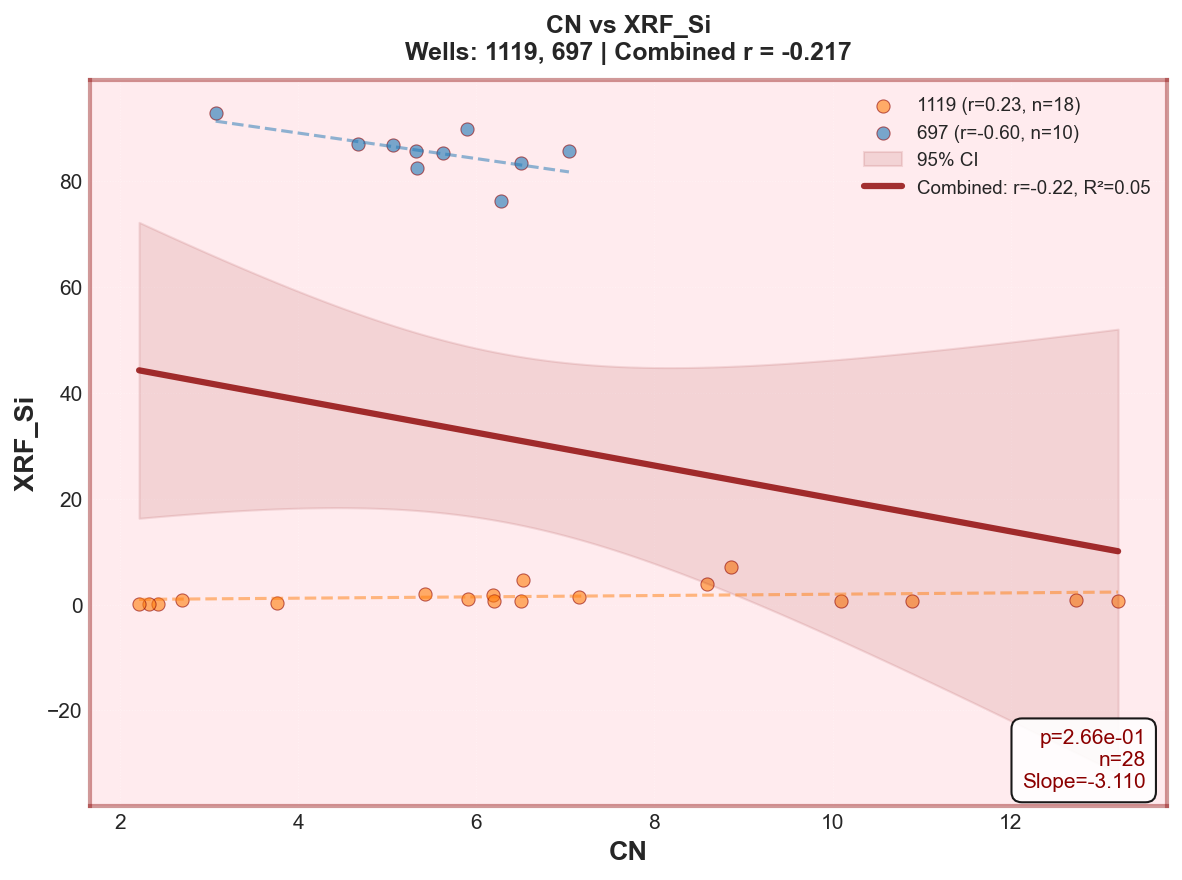 CN vs XRF_Si
Wells: 1119, 697 | Combined r = -0.217
1119 (r=0.23, n=18)
697 (r=-0.60, n=10)
95% CI
Combined: r=-0.22, R²=0.05
XRF_Si
80
60
40
20
0
−20
p=2.66e-01
n=28
Slope=-3.110
2
4
6
8
10
12
CN